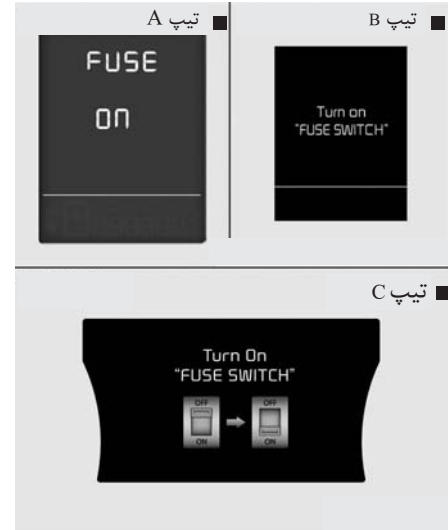 ■ تیپ A
FUSE
on
■ تیپ B
Turn on
"FUSE SWITCH"
■ تیپ C
Turn On
"FUSE SWITCH"
OFF
ON
OFF
ON